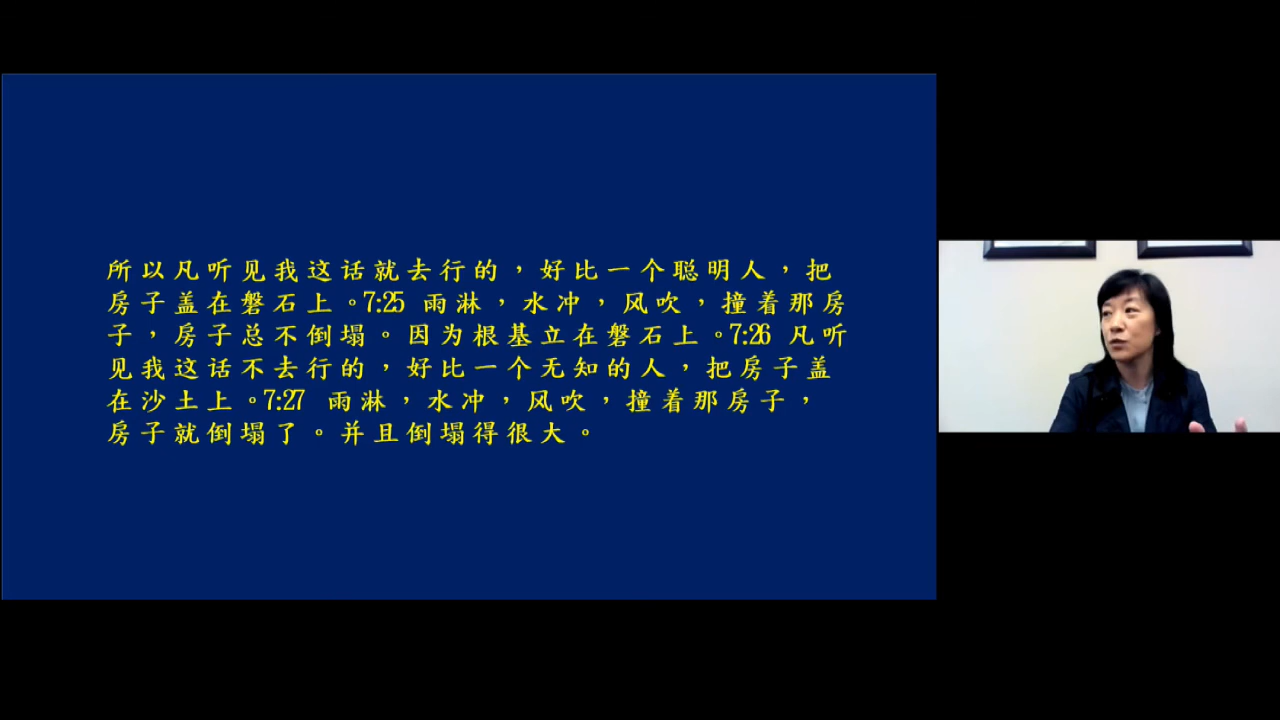 所以凡听见我这话就去行的，好比一个聪明人，把
房子盖在磐石上。7:25 雨淋，水冲，风吹，撞着那房
子，房子总不倒塌。因为根基立在磐石上。7:26 凡听
见我这话不去行的，好比一个无知的人，把房子盖
在沙土上。7:27 雨淋，水冲，风吹，撞着那房子，
房子就倒塌了。并且倒塌得很大。